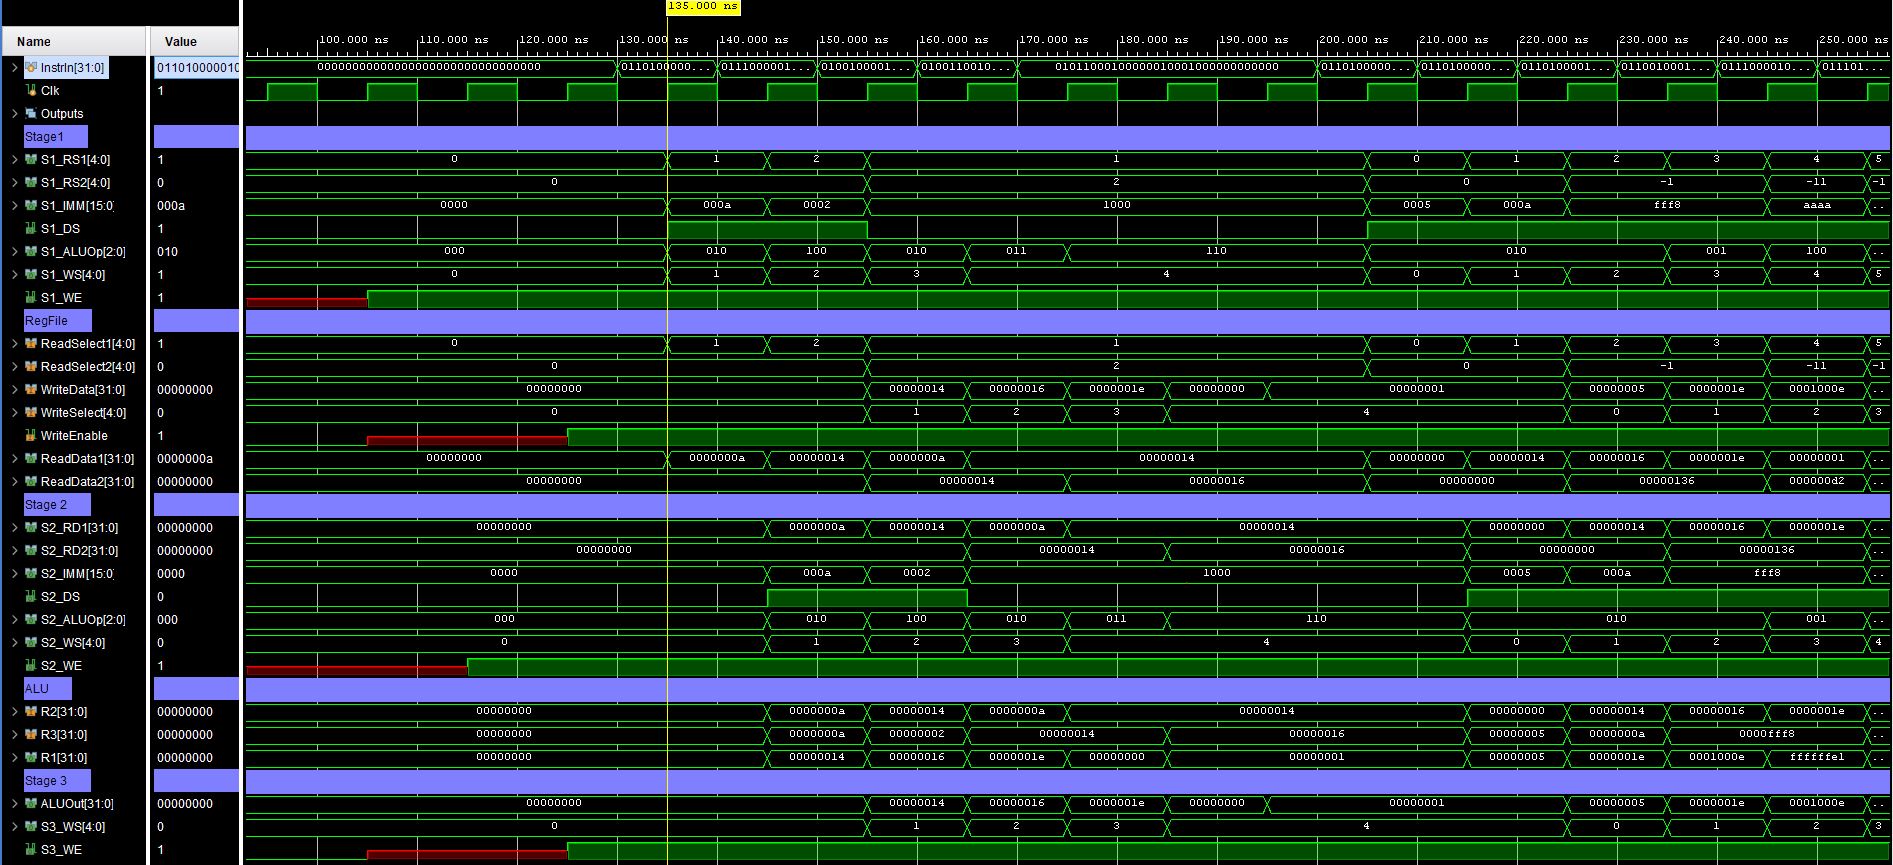 135.000 ns
Name Value 100.000 ns 110.000 ns 120.000 ns 130.000 ns 140.000 ns 150.000 ns 160.000 ns 170.000 ns 180.000 ns 190.000 ns 200.000 ns 210.000 ns 220.000 ns 230.000 ns 240.000 ns 250.000 ns
InstrIn[31:0] 011010000010 00000000000000000000000000000000 0110100000... 0111000001... 0100100001... 0100110010... 01011001000000100010000000000000 0110100000... 0110100000... 0110100001... 0110010001... 0111000010... 011101...
Clk 1
Outputs
Stage1
S1_RS1[4:0] 1 0 1 2 1 0 1 2 3 4 5
S1_RS2[4:0] 0 0 2 0 -1 -11 -1
S1_IMM[15:0] 000a 0000 000a 0002 1000 0005 000a fff8 aaaa ..
S1_DS 1
S1_ALUOp[2:0] 010 000 010 100 010 011 110 010 001 100 ..
S1_WS[4:0] 1 0 1 2 3 4 0 1 2 3 4 5
S1_WE 1
RegFile
ReadSelect1[4:0] 1 0 1 2 1 0 1 2 3 4 5
ReadSelect2[4:0] 0 0 2 0 -1 -11 -1
WriteData[31:0] 00000000 00000000 00000014 00000016 0000001e 00000000 00000001 00000005 0000001e 0001000e ..
WriteSelect[4:0] 0 0 1 2 3 4 0 1 2 3
WriteEnable 1
ReadData1[31:0] 0000000a 00000000 0000000a 00000014 0000000a 00000014 00000000 00000014 00000016 0000001e 00000001 ..
ReadData2[31:0] 00000000 00000000 00000014 00000016 00000000 00000136 000000d2 ..
Stage 2
S2_RD1[31:0] 00000000 00000000 0000000a 00000014 0000000a 00000014 00000000 00000014 00000016 0000001e ..
S2_RD2[31:0] 00000000 00000000 00000014 00000016 00000000 00000136 ..
S2_IMM[15:0] 0000 0000 000a 0002 1000 0005 000a fff8 ..
S2_DS 0
S2_ALUOp[2:0] 000 000 010 100 010 011 110 010 001 ..
S2_WS[4:0] 0 0 1 2 3 4 0 1 2 3 4
S2_WE 1
ALU
R2[31:0] 00000000 00000000 0000000a 00000014 0000000a 00000014 00000000 00000014 00000016 0000001e ..
R3[31:0] 00000000 00000000 0000000a 00000002 00000014 00000016 00000005 0000000a 0000fff8 ..
R1[31:0] 00000000 00000000 00000014 00000016 0000001e 00000000 00000001 00000005 0000001e 0001000e ffffffe1 ..
Stage 3
ALUOut[31:0] 00000000 00000000 00000014 00000016 0000001e 00000000 00000001 00000005 0000001e 0001000e ..
S3_WS[4:0] 0 0 1 2 3 4 0 1 2 3
S3_WE 1